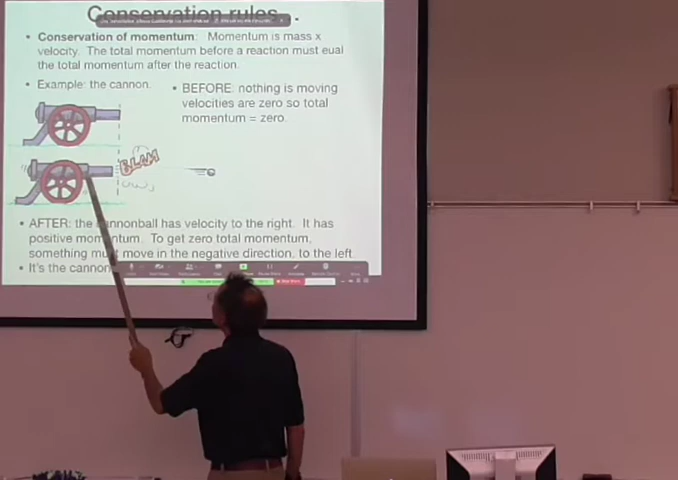 Conservation rules...
• Conservation of momentum: Momentum is mass x
velocity. The total momentum before a reaction must eual
the total momentum after the reaction.
• Example: the cannon.
• BEFORE: nothing is moving
velocities are zero so total
momentum = zero.
BLAM
• AFTER: the cannonball has velocity to the right. It has
positive momentum. To get zero total momentum,
something must move in the negative direction, to the left.
• It's the cannon